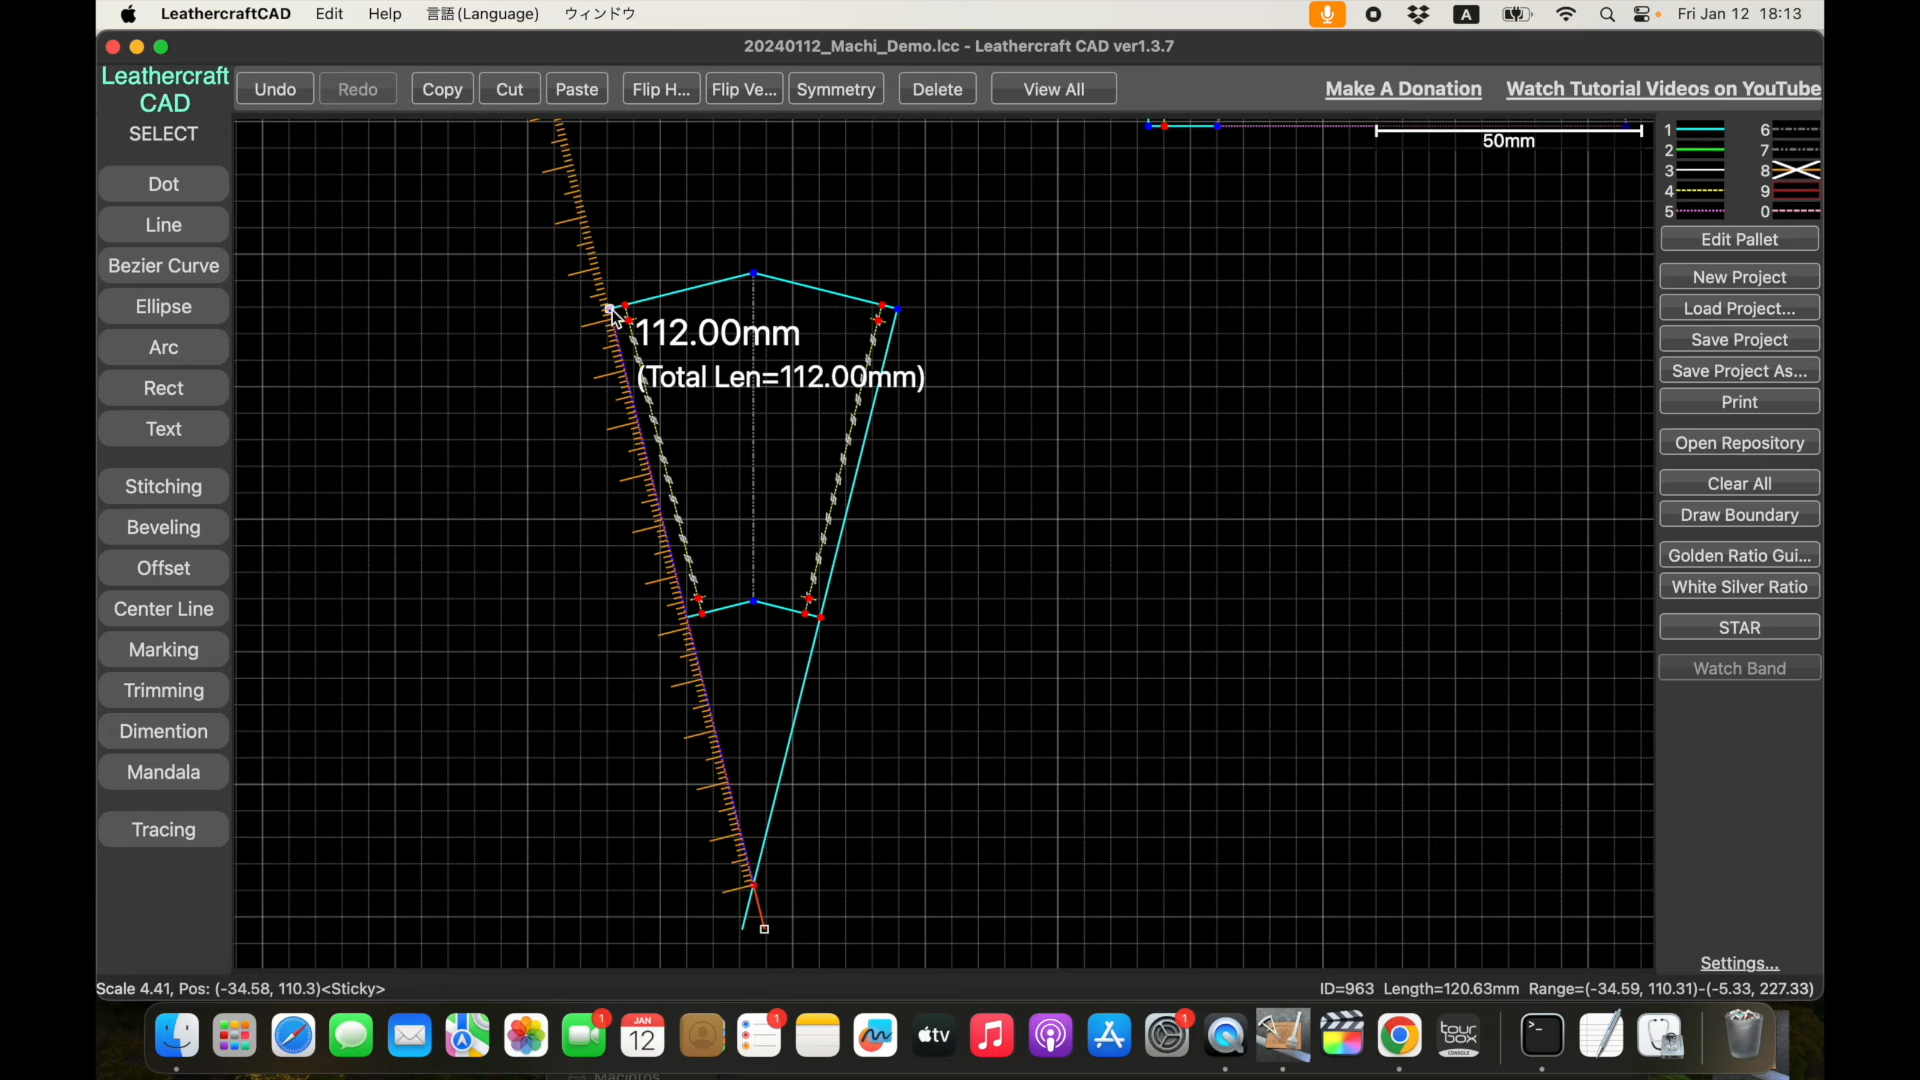 LeathercraftCAD Edit Help 言語(Language) ウィンドウ A Fri Jan 12 18:13
20240112_Machi_Demo.lcc - Leathercraft CAD ver1.3.7
Leathercraft CAD
Undo Redo Copy Cut Paste Flip H... Flip Ve... Symmetry Delete View All Make A Donation Watch Tutorial Videos on YouTube
SELECT
Dot
Line
Bezier Curve
Ellipse
Arc
Rect
Text
Stitching
Beveling
Offset
Center Line
Marking
Trimming
Dimention
Mandala
Tracing
50mm
112.00mm
(Total Len=112.00mm)
1 6
2 7
3 8
4 9
5 0
Edit Pallet
New Project
Load Project...
Save Project
Save Project As...
Print
Open Repository
Clear All
Draw Boundary
Golden Ratio Gui...
White Silver Ratio
STAR
Watch Band
Settings...
Scale 4.41, Pos: (-34.58, 110.3)<Sticky> ID=963 Length=120.63mm Range=(-34.59, 110.31)-(-5.33, 227.33)
1 JAN 12 1 tv 1 tour box CONSOLE